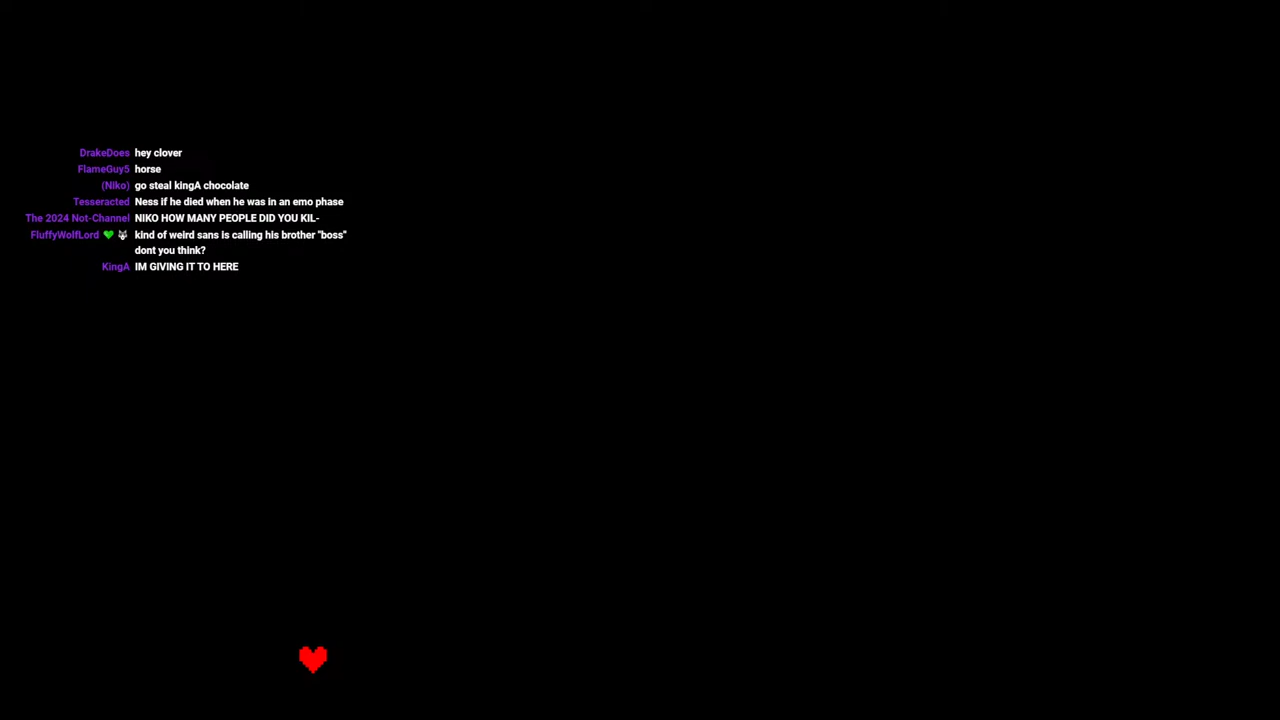 DrakeDoes hey clover
FlameGuy5 horse
(Niko) go steal kingA chocolate
Tesseracted Ness if he died when he was in an emo phase
The 2024 Not-Channel NIKO HOW MANY PEOPLE DID YOU KIL-
FluffyWolfLord 💚 🐺 kind of weird sans is calling his brother "boss"
dont you think?
KingA IM GIVING IT TO HERE